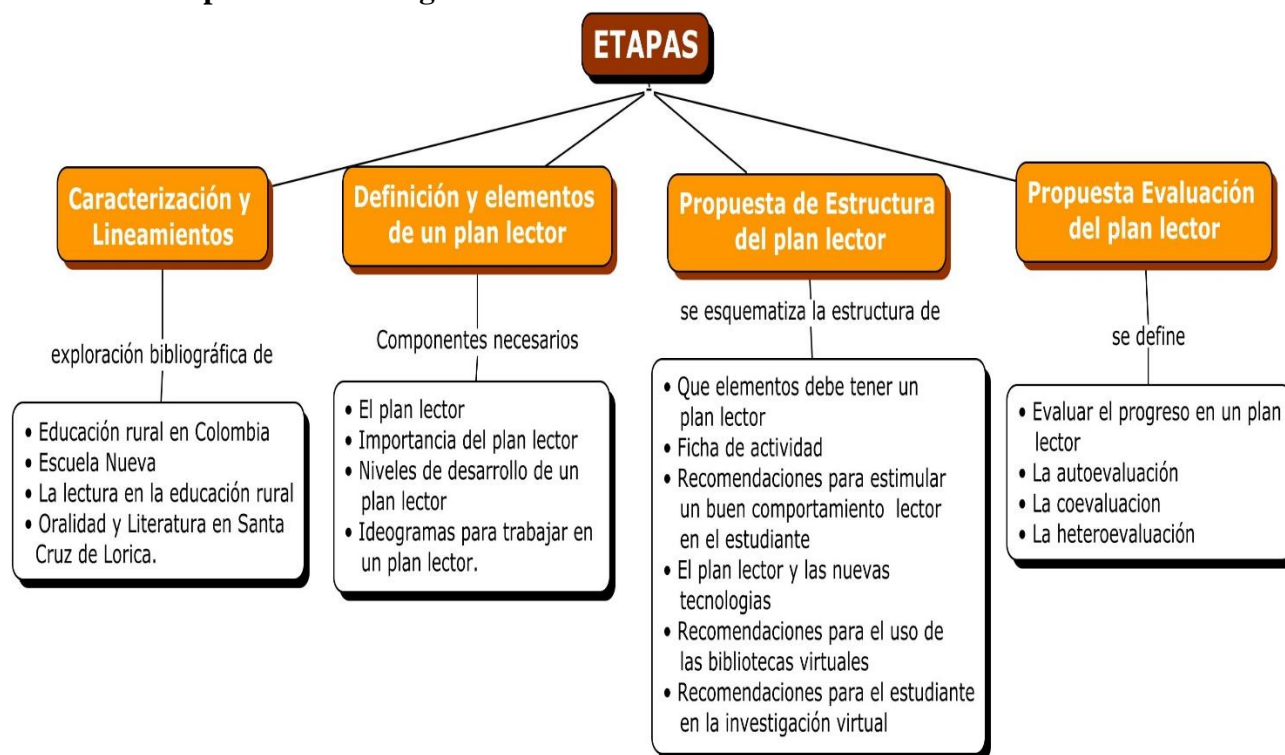 ETAPAS
Caracterización y
Lineamientos
exploración bibliográfica de
• Educación rural en Colombia
• Escuela Nueva
• La lectura en la educación rural
• Oralidad y Literatura en Santa
Cruz de Lorica.
Definición y elementos
de un plan lector
Componentes necesarios
• El plan lector
• Importancia del plan lector
• Niveles de desarrollo de un
plan lector
• Ideogramas para trabajar en
un plan lector.
Propuesta de Estructura
del plan lector
se esquematiza la estructura de
• Que elementos debe tener un
plan lector
• Ficha de actividad
• Recomendaciones para estimular
un buen comportamiento lector
en el estudiante
• El plan lector y las nuevas
tecnologias
• Recomendaciones para el uso de
las bibliotecas virtuales
• Recomendaciones para el estudiante
en la investigación virtual
Propuesta Evaluación
del plan lector
se define
• Evaluar el progreso en un plan
lector
• La autoevaluación
• La coevaluacion
• La heteroevaluación